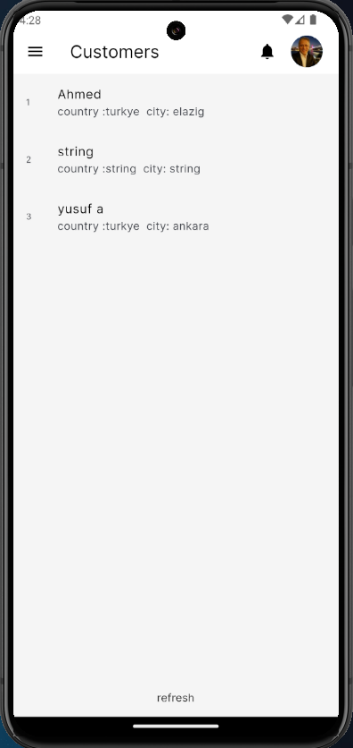 4:28
Customers
1
Ahmed
country :turkye city: elazig
2
string
country :string city: string
3
yusuf a
country :turkye city: ankara
refresh